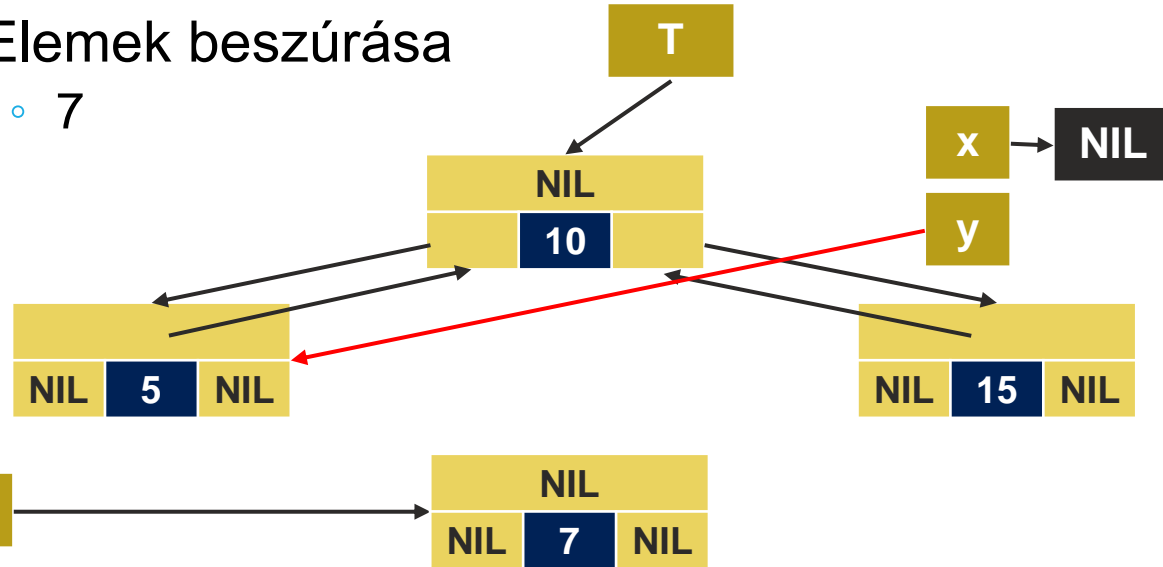 Elemek beszúrása
T
◦ 7
x NIL
NIL
y
10
NIL 5 NIL
NIL 15 NIL
NIL
NIL 7 NIL